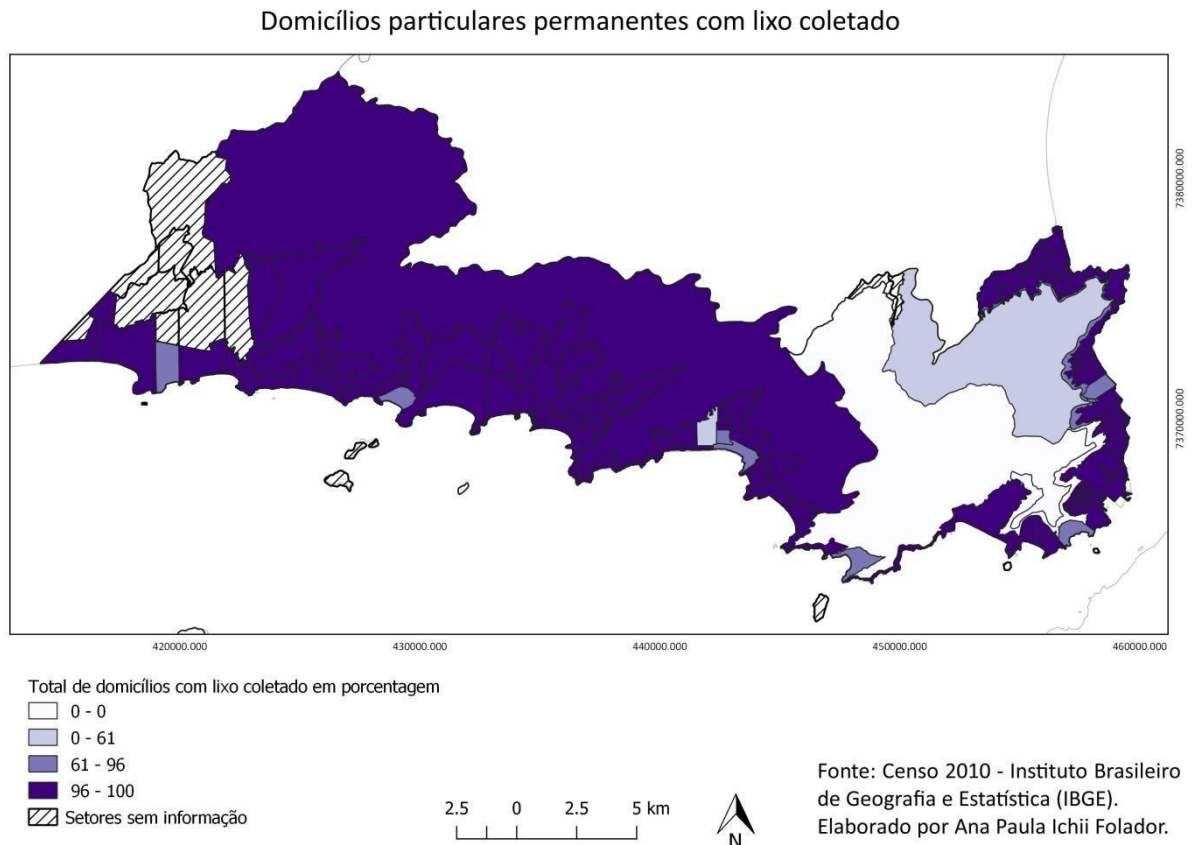 Domicílios particulares permanentes com lixo coletado
7380000.000
7370000.000
420000.000
430000.000
440000.000
450000.000
460000.000
Total de domicílios com lixo coletado em porcentagem
0 - 0
0 - 61
61 - 96
96 - 100
Setores sem informação
2.5 0 2.5 5 km
N
Fonte: Censo 2010 - Instituto Brasileiro
de Geografia e Estatística (IBGE).
Elaborado por Ana Paula Ichii Folador.